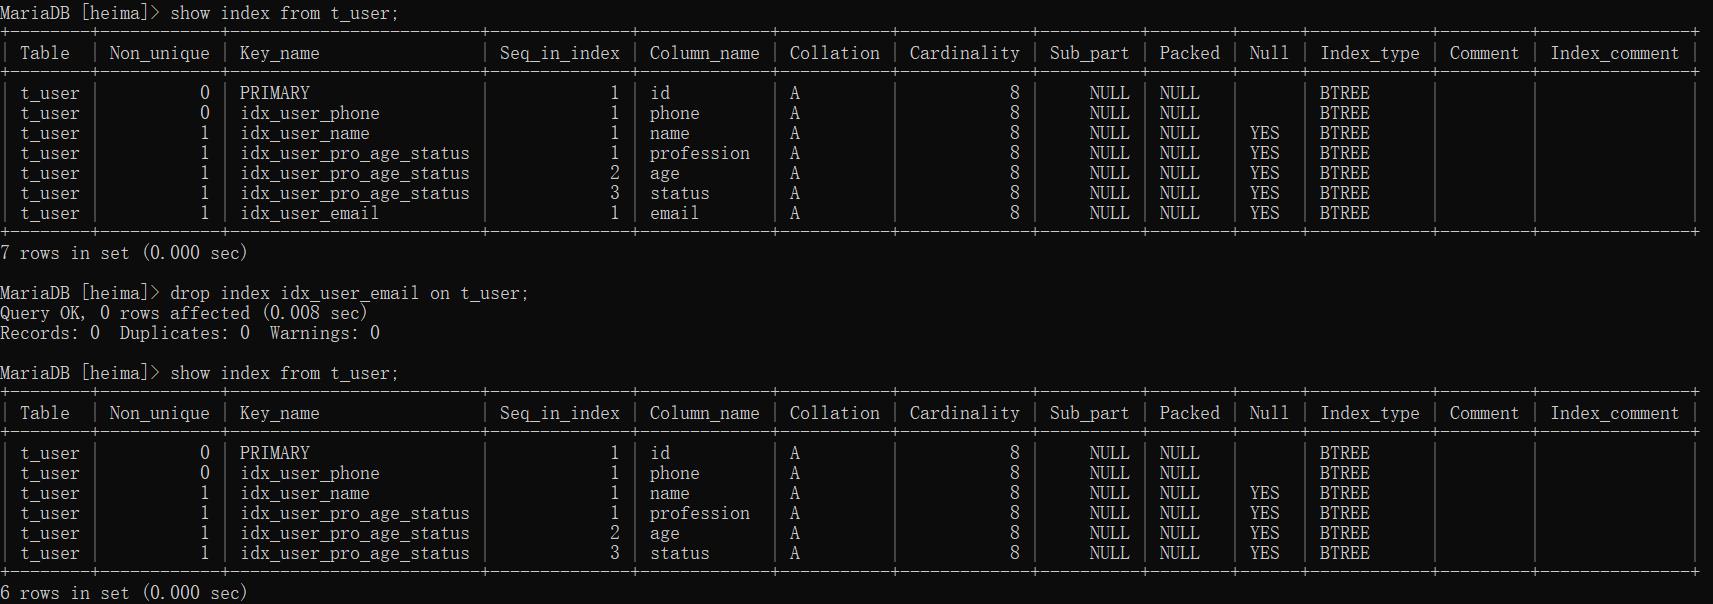 MariaDB [heima]> show index from t_user;
+--------+------------+-------------------------+--------------+-------------+-----------+-------------+----------+--------+------+------------+---------+---------------+
| Table  | Non_unique | Key_name                | Seq_in_index | Column_name | Collation | Cardinality | Sub_part | Packed | Null | Index_type | Comment | Index_comment |
+--------+------------+-------------------------+--------------+-------------+-----------+-------------+----------+--------+------+------------+---------+---------------+
| t_user |          0 | PRIMARY                 |            1 | id          | A         |           8 |     NULL | NULL   |      | BTREE      |         |               |
| t_user |          0 | idx_user_phone          |            1 | phone       | A         |           8 |     NULL | NULL   |      | BTREE      |         |               |
| t_user |          1 | idx_user_name           |            1 | name        | A         |           8 |     NULL | NULL   | YES  | BTREE      |         |               |
| t_user |          1 | idx_user_pro_age_status |            1 | profession  | A         |           8 |     NULL | NULL   | YES  | BTREE      |         |               |
| t_user |          1 | idx_user_pro_age_status |            2 | age         | A         |           8 |     NULL | NULL   | YES  | BTREE      |         |               |
| t_user |          1 | idx_user_pro_age_status |            3 | status      | A         |           8 |     NULL | NULL   | YES  | BTREE      |         |               |
| t_user |          1 | idx_user_email          |            1 | email       | A         |           8 |     NULL | NULL   | YES  | BTREE      |         |               |
+--------+------------+-------------------------+--------------+-------------+-----------+-------------+----------+--------+------+------------+---------+---------------+
7 rows in set (0.000 sec)

MariaDB [heima]> drop index idx_user_email on t_user;
Query OK, 0 rows affected (0.008 sec)
Records: 0  Duplicates: 0  Warnings: 0

MariaDB [heima]> show index from t_user;
+--------+------------+-------------------------+--------------+-------------+-----------+-------------+----------+--------+------+------------+---------+---------------+
| Table  | Non_unique | Key_name                | Seq_in_index | Column_name | Collation | Cardinality | Sub_part | Packed | Null | Index_type | Comment | Index_comment |
+--------+------------+-------------------------+--------------+-------------+-----------+-------------+----------+--------+------+------------+---------+---------------+
| t_user |          0 | PRIMARY                 |            1 | id          | A         |           8 |     NULL | NULL   |      | BTREE      |         |               |
| t_user |          0 | idx_user_phone          |            1 | phone       | A         |           8 |     NULL | NULL   |      | BTREE      |         |               |
| t_user |          1 | idx_user_name           |            1 | name        | A         |           8 |     NULL | NULL   | YES  | BTREE      |         |               |
| t_user |          1 | idx_user_pro_age_status |            1 | profession  | A         |           8 |     NULL | NULL   | YES  | BTREE      |         |               |
| t_user |          1 | idx_user_pro_age_status |            2 | age         | A         |           8 |     NULL | NULL   | YES  | BTREE      |         |               |
| t_user |          1 | idx_user_pro_age_status |            3 | status      | A         |           8 |     NULL | NULL   | YES  | BTREE      |         |               |
+--------+------------+-------------------------+--------------+-------------+-----------+-------------+----------+--------+------+------------+---------+---------------+
6 rows in set (0.000 sec)